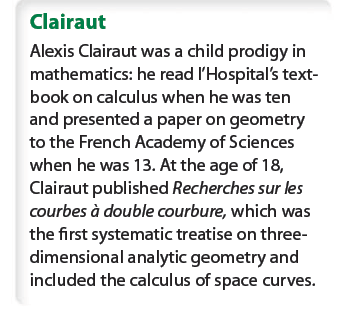 Clairaut
Alexis Clairaut was a child prodigy in
mathematics: he read l’Hospital’s text-
book on calculus when he was ten
and presented a paper on geometry
to the French Academy of Sciences
when he was 13. At the age of 18,
Clairaut published Recherches sur les
courbes à double courbure, which was
the first systematic treatise on three-
dimensional analytic geometry and
included the calculus of space curves.